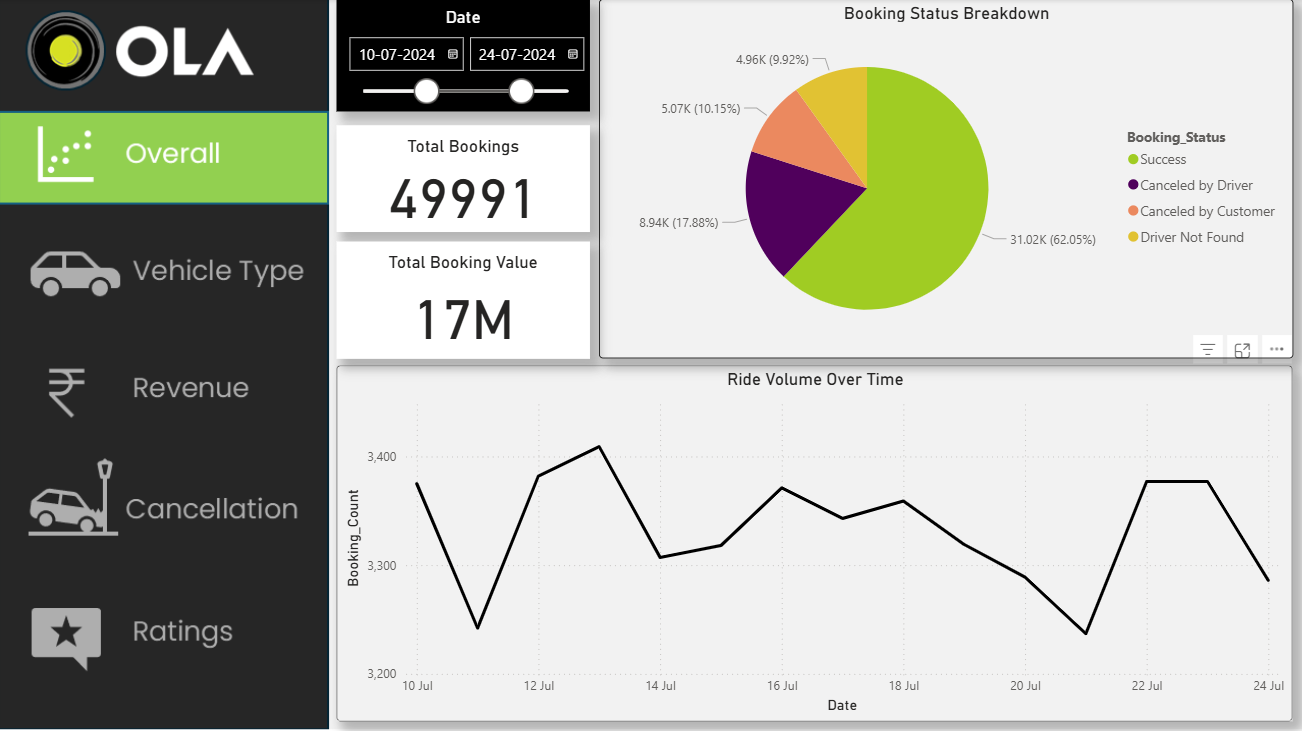 OLA
Overall
Vehicle Type
Revenue
Cancellation
Ratings
Date
10-07-2024
24-07-2024
Total Bookings
49991
Total Booking Value
17M
Booking Status Breakdown
4.96K (9.92%)
5.07K (10.15%)
8.94K (17.88%)
31.02K (62.05%)
Booking_Status
Success
Canceled by Driver
Canceled by Customer
Driver Not Found
Ride Volume Over Time
Booking_Count
3,400
3,300
3,200
10 Jul
12 Jul
14 Jul
16 Jul
18 Jul
20 Jul
22 Jul
24 Jul
Date